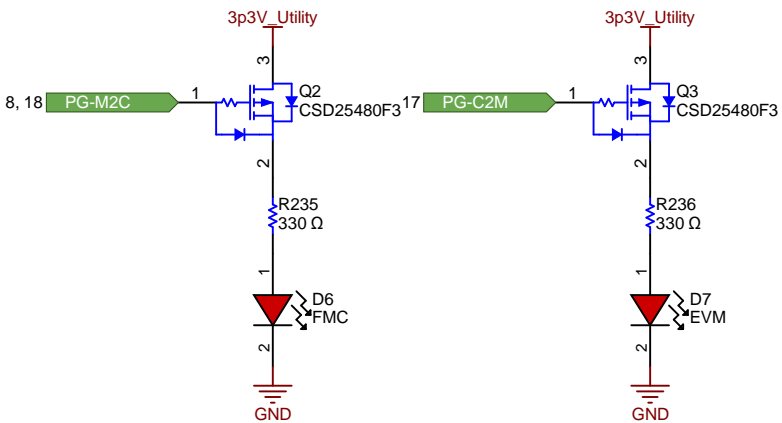 3p3V_Utility
3
8, 18
PG-M2C
1
Q2
CSD25480F3
2
R235
330 Ω
1
D6
FMC
2
GND
3p3V_Utility
3
17
PG-C2M
1
Q3
CSD25480F3
2
R236
330 Ω
1
D7
EVM
2
GND